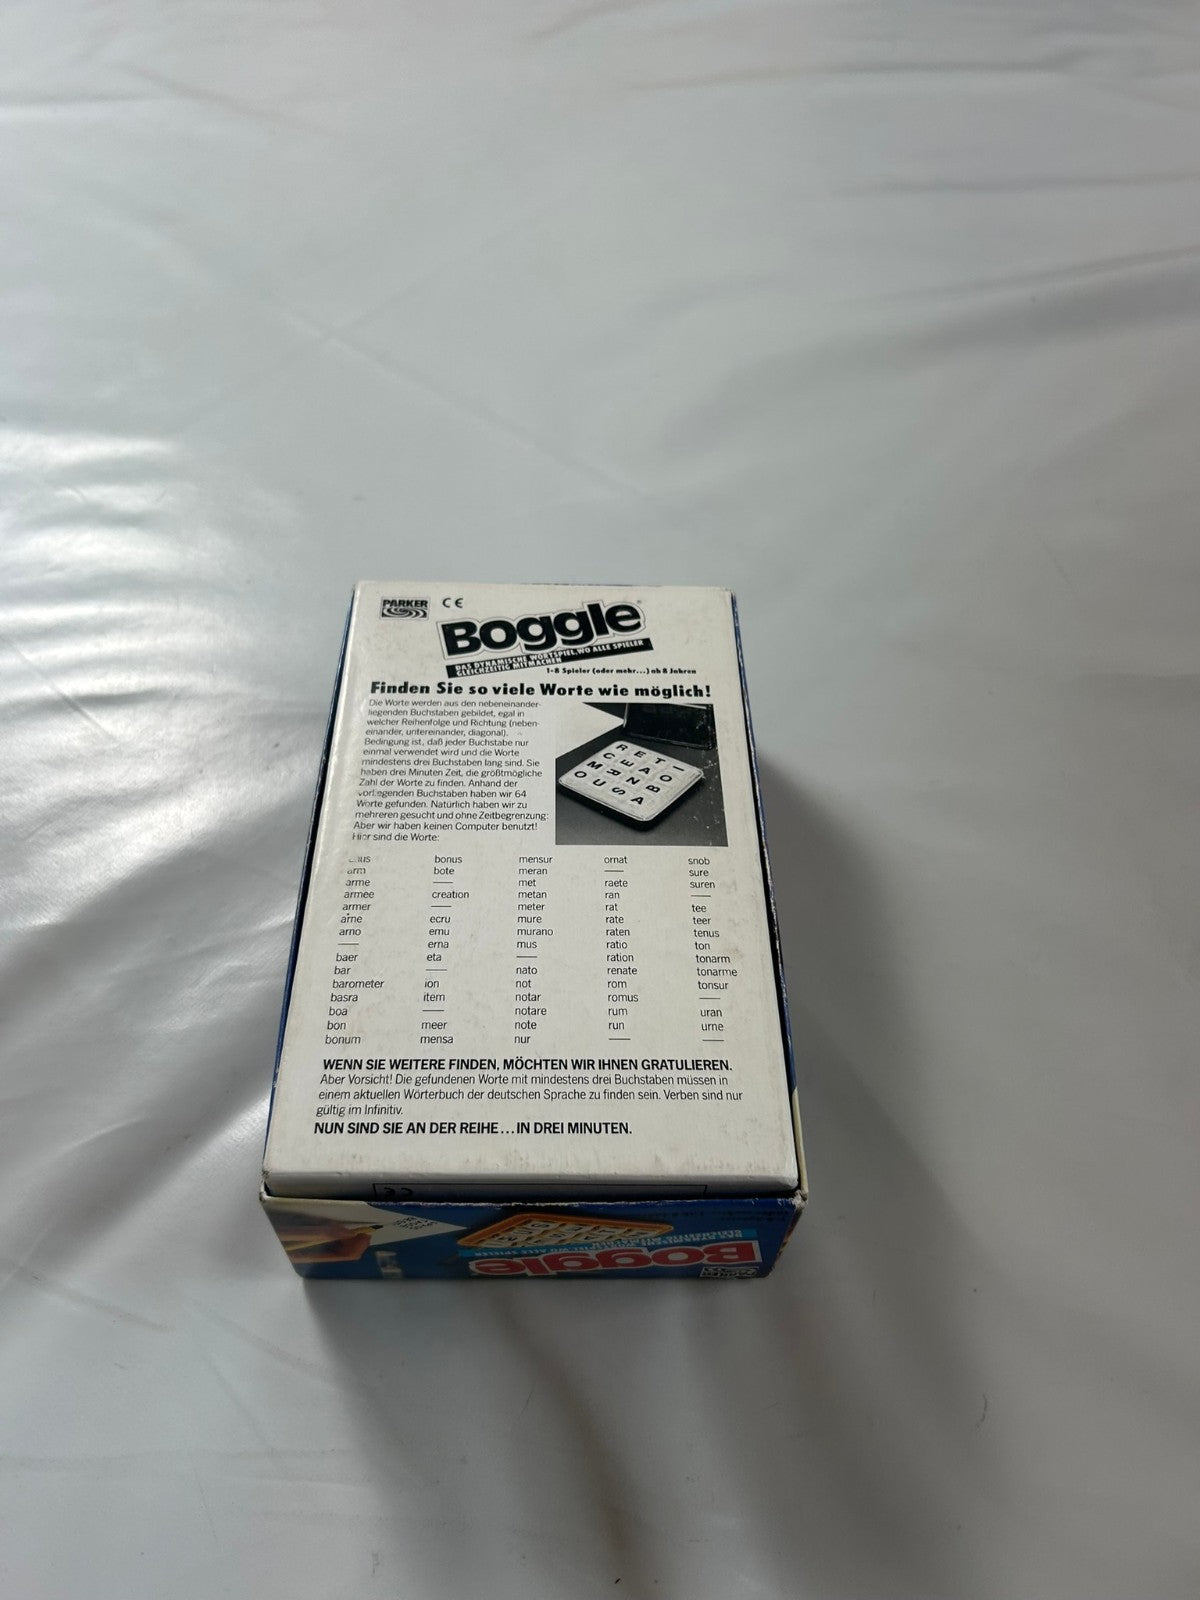 PARKER CE
Boggle
DAS DYNAMISCHE WORTSPIEL, WO ALLE SPIELER
GLEICHZEITIG MITMACHEN
1-8 Spieler (oder mehr...) ab 8 Jahren
Finden Sie so viele Worte wie möglich!
Die Worte werden aus den nebeneinander-
liegenden Buchstaben gebildet, egal in
welcher Reihenfolge und Richtung (neben-
einander, untereinander, diagonal).
Bedingung ist, daß jeder Buchstabe nur
einmal verwendet wird und die Worte
mindestens drei Buchstaben lang sind. Sie
haben drei Minuten Zeit, die größtmögliche
Zahl der Worte zu finden. Anhand der
vorliegenden Buchstaben haben wir 64
Worte gefunden. Natürlich haben wir zu
mehreren gesucht und ohne Zeitbegrenzung:
Aber wir haben keinen Computer benutzt!
Hier sind die Worte:
R E T I
C E A O
M R N B
O U S A
arm
arme
armee
armer
arne
arno
—
baer
bar
barometer
basra
boa
bon
bonum
bonus
bote
—
creation
—
ecru
emu
erna
eta
—
ion
item
—
meer
mensa
mensur
meran
—
met
metan
meter
mure
murano
mus
—
nato
not
notar
notare
note
nur
ornat
—
raete
ran
rat
rate
raten
ratio
ration
renate
rom
romus
rum
run
—
snob
sure
suren
—
tee
teer
tenus
ton
tonarm
tonarme
tonsur
—
uran
urne
—
WENN SIE WEITERE FINDEN, MÖCHTEN WIR IHNEN GRATULIEREN.
Aber Vorsicht! Die gefundenen Worte mit mindestens drei Buchstaben müssen in
einem aktuellen Wörterbuch der deutschen Sprache zu finden sein. Verben sind nur
gültig im Infinitiv.
NUN SIND SIE AN DER REIHE...IN DREI MINUTEN.
Boggle
DAS DYNAMISCHE WORTSPIEL, WO ALLE SPIELER
GLEICHZEITIG MITMACHEN
PARKER